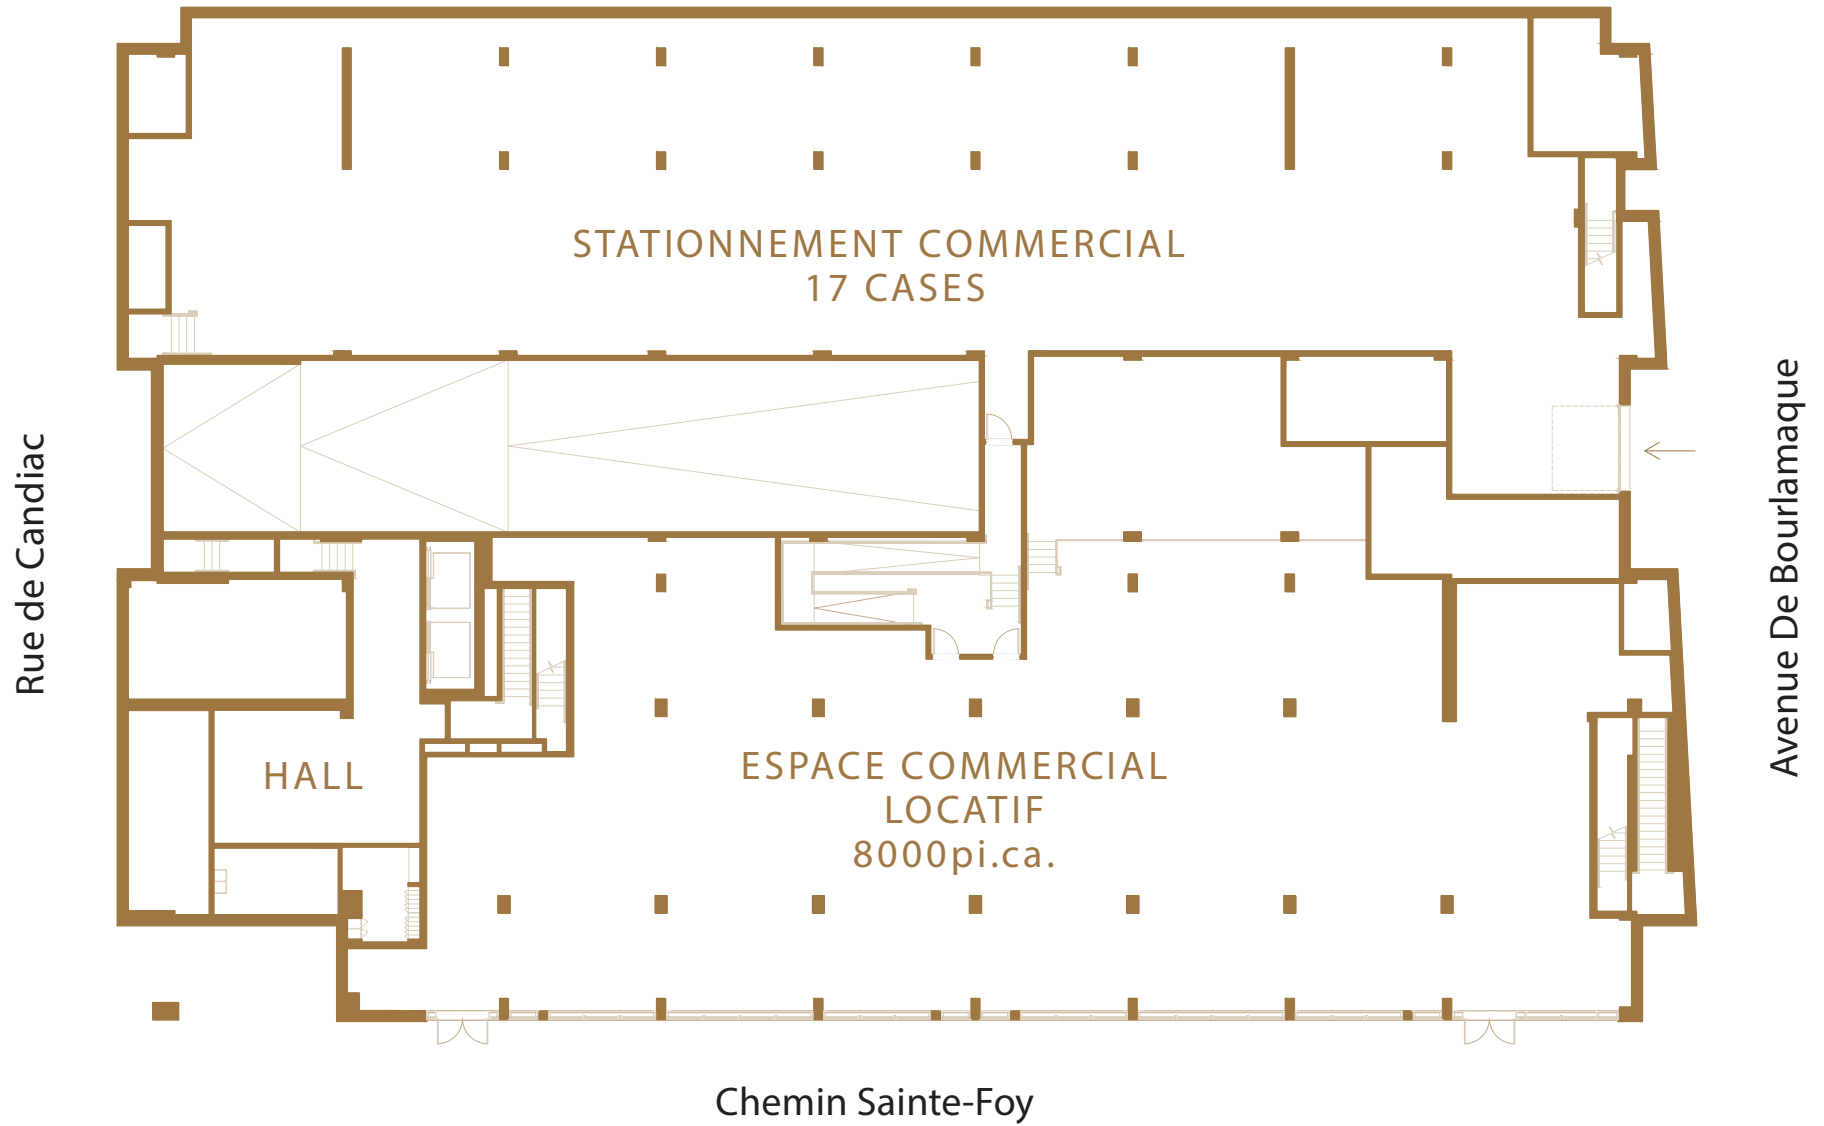 STATIONNEMENT COMMERCIAL
17 CASES
Rue de Candiac
Avenue De Bourlamaque
HALL
ESPACE COMMERCIAL
LOCATIF
8000pi.ca.
Chemin Sainte-Foy